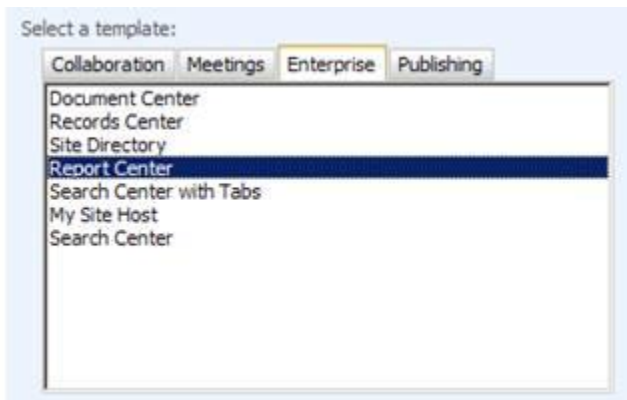 Select a template:
Collaboration Meetings Enterprise Publishing
Document Center
Records Center
Site Directory
Report Center
Search Center with Tabs
My Site Host
Search Center